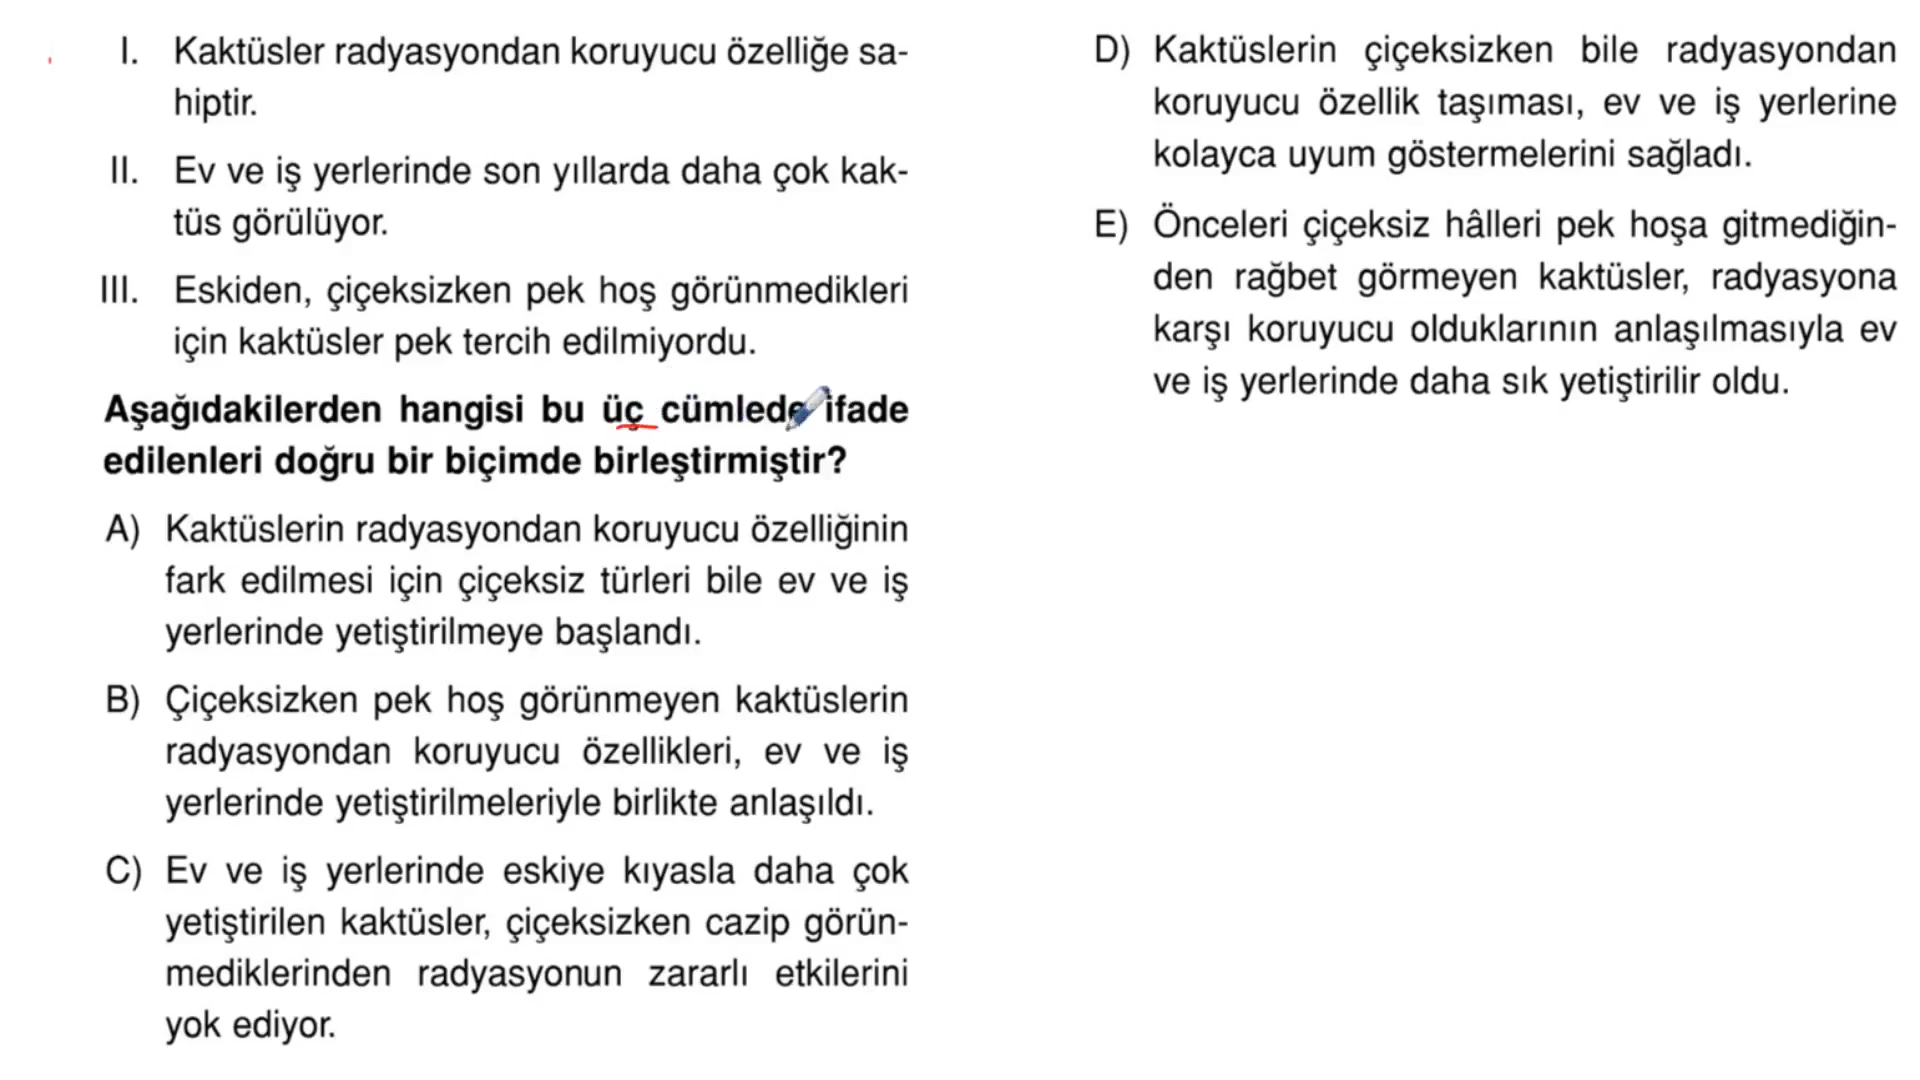 I. Kaktüsler radyasyondan koruyucu özelliğe sa-
hiptir.
II. Ev ve iş yerlerinde son yıllarda daha çok kak-
tüs görülüyor.
III. Eskiden, çiçeksizken pek hoş görünmedikleri
için kaktüsler pek tercih edilmiyordu.
Aşağıdakilerden hangisi bu üç cümlede ifade
edilenleri doğru bir biçimde birleştirmiştir?
A) Kaktüslerin radyasyondan koruyucu özelliğinin
fark edilmesi için çiçeksiz türleri bile ev ve iş
yerlerinde yetiştirilmeye başlandı.
B) Çiçeksizken pek hoş görünmeyen kaktüslerin
radyasyondan koruyucu özellikleri, ev ve iş
yerlerinde yetiştirilmeleriyle birlikte anlaşıldı.
C) Ev ve iş yerlerinde eskiye kıyasla daha çok
yetiştirilen kaktüsler, çiçeksizken cazip görün-
mediklerinden radyasyonun zararlı etkilerini
yok ediyor.
D) Kaktüslerin çiçeksizken bile radyasyondan
koruyucu özellik taşıması, ev ve iş yerlerine
kolayca uyum göstermelerini sağladı.
E) Önceleri çiçeksiz hâlleri pek hoşa gitmediğin-
den rağbet görmeyen kaktüsler, radyasyona
karşı koruyucu olduklarının anlaşılmasıyla ev
ve iş yerlerinde daha sık yetiştirilir oldu.